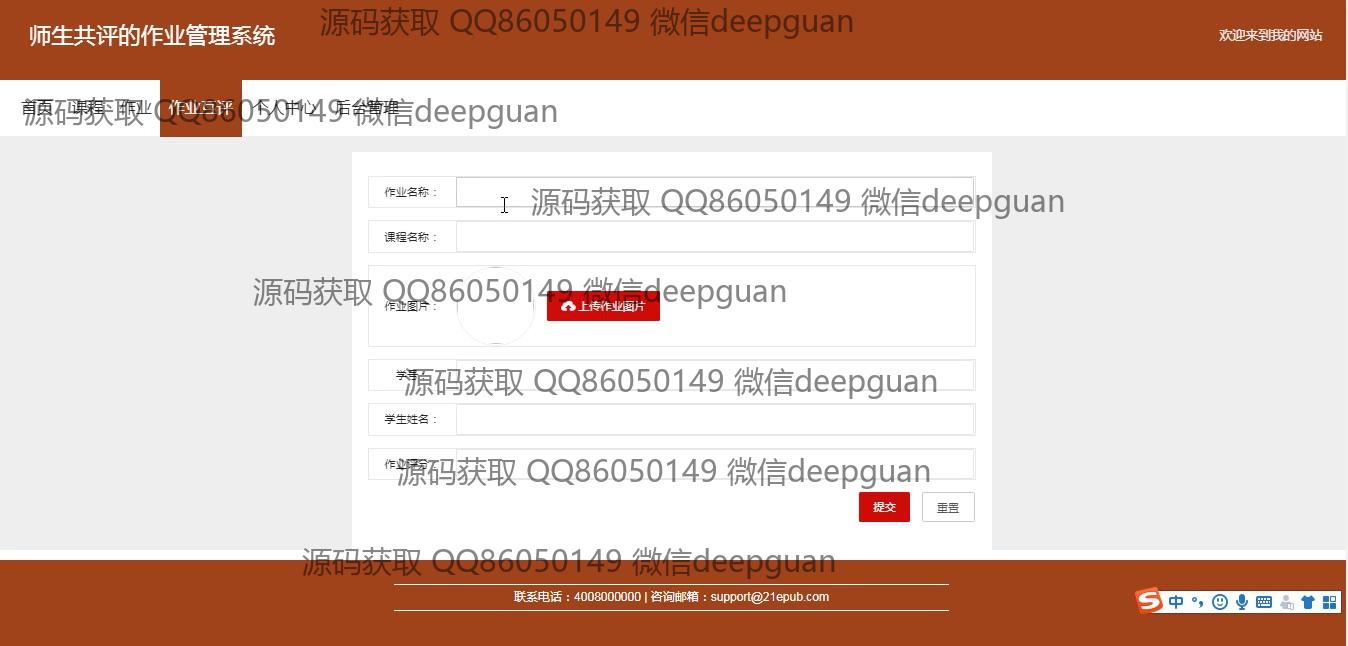 源码获取 QQ86050149 微信deepguan
师生共评的作业管理系统
欢迎来到我的网站
首页 课程 作业 作业互评 个人中心 后台管理
源码获取 QQ86050149 微信deepguan
作业名称：
源码获取 QQ86050149 微信deepguan
课程名称：
源码获取 QQ86050149 微信deepguan
作业图片：
上传作业图片
学号：
源码获取 QQ86050149 微信deepguan
学生姓名：
作业评分：
源码获取 QQ86050149 微信deepguan
提交 重置
源码获取 QQ86050149 微信deepguan
联系电话：4008000000 | 咨询邮箱：support@21epub.com
S 中